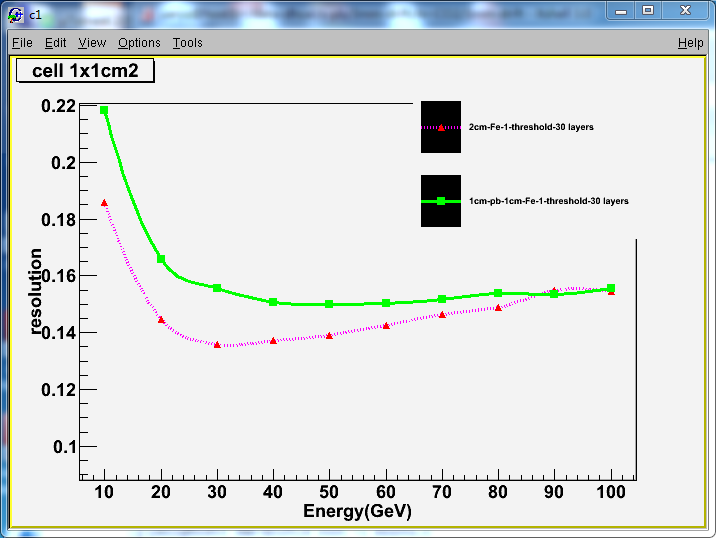 c1
File Edit View Options Tools Help
cell 1x1cm2
0.22
0.2
0.18
0.16
0.14
0.12
0.1
resolution
2cm-Fe-1-threshold-30 layers
1cm-pb-1cm-Fe-1-threshold-30 layers
10 20 30 40 50 60 70 80 90 100
Energy(GeV)